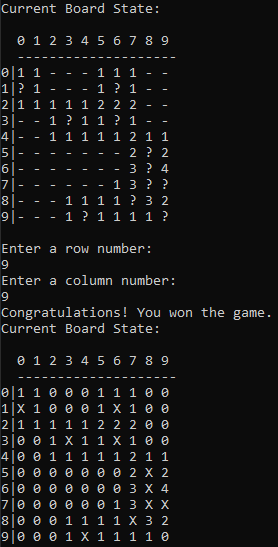 Current Board State:
   0 1 2 3 4 5 6 7 8 9
   -------------------
0|1 1 - - - 1 1 1 - -
1|? 1 - - - 1 ? 1 - -
2|1 1 1 1 1 2 2 2 - -
3|- - 1 ? 1 1 ? 1 - -
4|- - 1 1 1 1 1 2 1 1
5|- - - - - - - 2 ? 2
6|- - - - - - - 3 ? 4
7|- - - - - - 1 3 ? ?
8|- - - 1 1 1 1 ? 3 2
9|- - - 1 ? 1 1 1 1 ?
Enter a row number:
9
Enter a column number:
9
Congratulations! You won the game.
Current Board State:
   0 1 2 3 4 5 6 7 8 9
   -------------------
0|1 1 0 0 0 1 1 1 0 0
1|X 1 0 0 0 1 X 1 0 0
2|1 1 1 1 1 2 2 2 0 0
3|0 0 1 X 1 1 X 1 0 0
4|0 0 1 1 1 1 1 2 1 1
5|0 0 0 0 0 0 0 2 X 2
6|0 0 0 0 0 0 0 3 X 4
7|0 0 0 0 0 0 1 3 X X
8|0 0 0 1 1 1 1 X 3 2
9|0 0 0 1 X 1 1 1 1 0